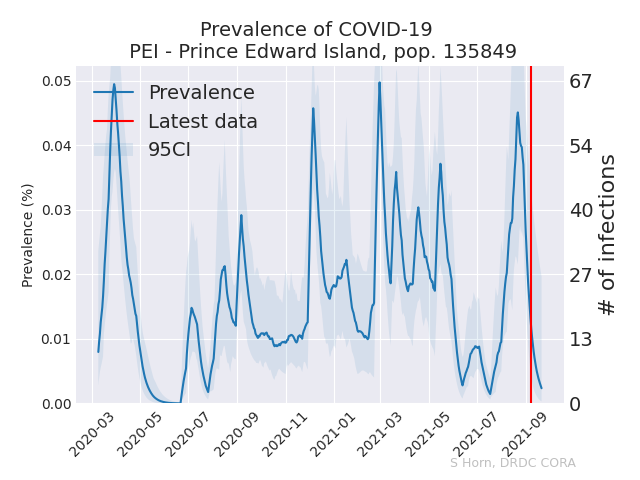 Prevalence of COVID-19
PEI - Prince Edward Island, pop. 135849
Prevalence
Latest data
95CI
Prevalence (%)
0.05
0.04
0.03
0.02
0.01
0.00
67
54
40
27
13
0
# of infections
2020-03
2020-05
2020-07
2020-09
2020-11
2021-01
2021-03
2021-05
2021-07
2021-09
S Horn, DRDC CORA